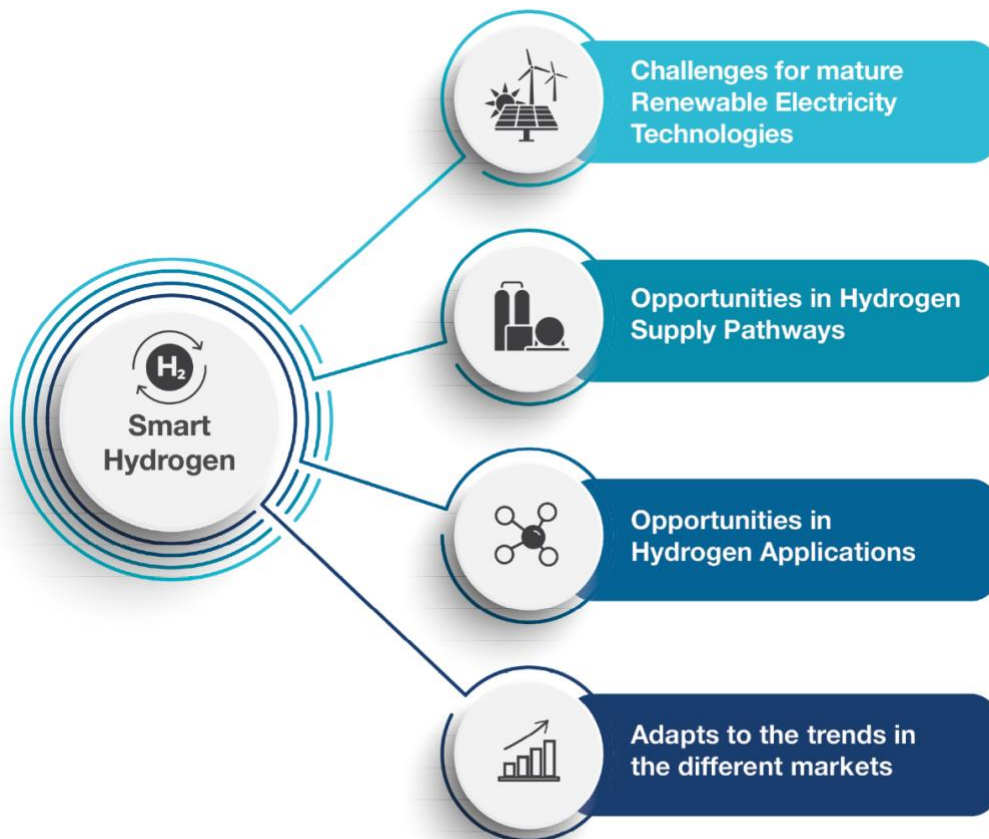 H2
Smart
Hydrogen
Challenges for mature
Renewable Electricity
Technologies
Opportunities in Hydrogen
Supply Pathways
Opportunities in
Hydrogen Applications
Adapts to the trends in
the different markets